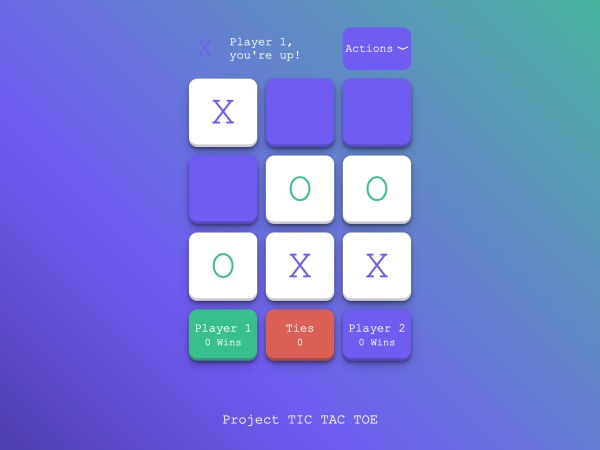 X
Player 1,
you're up!
Actions
X
O
O
O
X
X
Player 1
0 Wins
Ties
0
Player 2
0 Wins
Project TIC TAC TOE